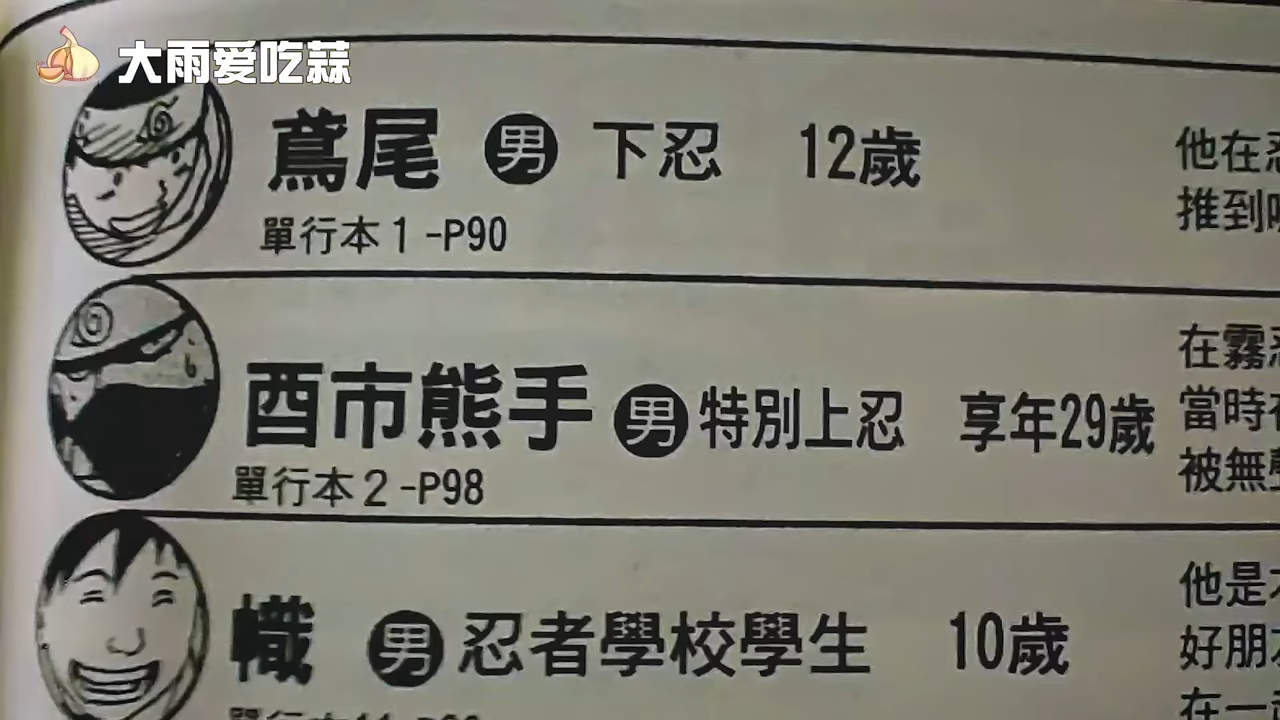 大雨爱吃蒜
鳶尾 男 下忍 12歲
單行本1-P90
他在
推到
酉市熊手 男 特別上忍 享年29歲
單行本2-P98
在霧
當時
被無
幟 男 忍者學校學生 10歲
他是
好朋
在一